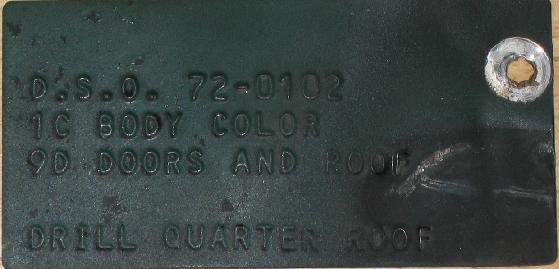 D.S.O. 72-0102
1C BODY COLOR
9D DOORS AND ROOF
DRILL QUARTER ROOF